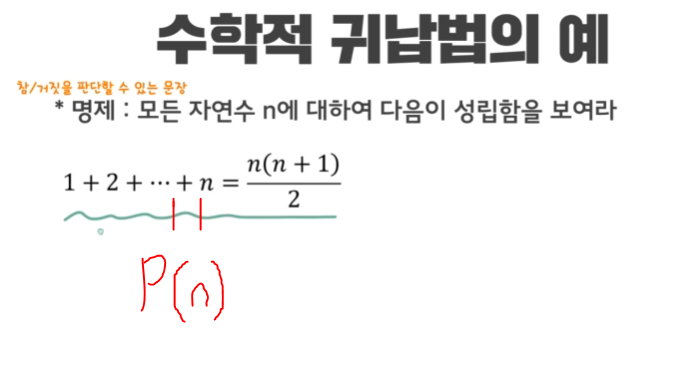 수학적 귀납법의 예
참/거짓을 판단할 수 있는 문장
* 명제 : 모든 자연수 n에 대하여 다음이 성립함을 보여라
1 + 2 + ⋯ + n = n(n + 1)/2
P(n)